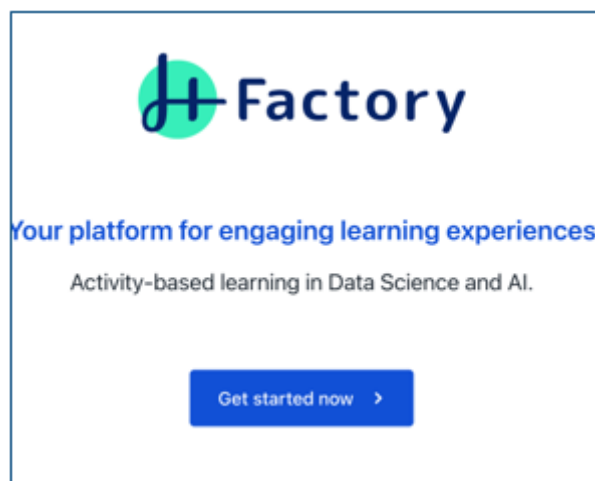 H-Factory
Your platform for engaging learning experiences
Activity-based learning in Data Science and AI.
Get started now